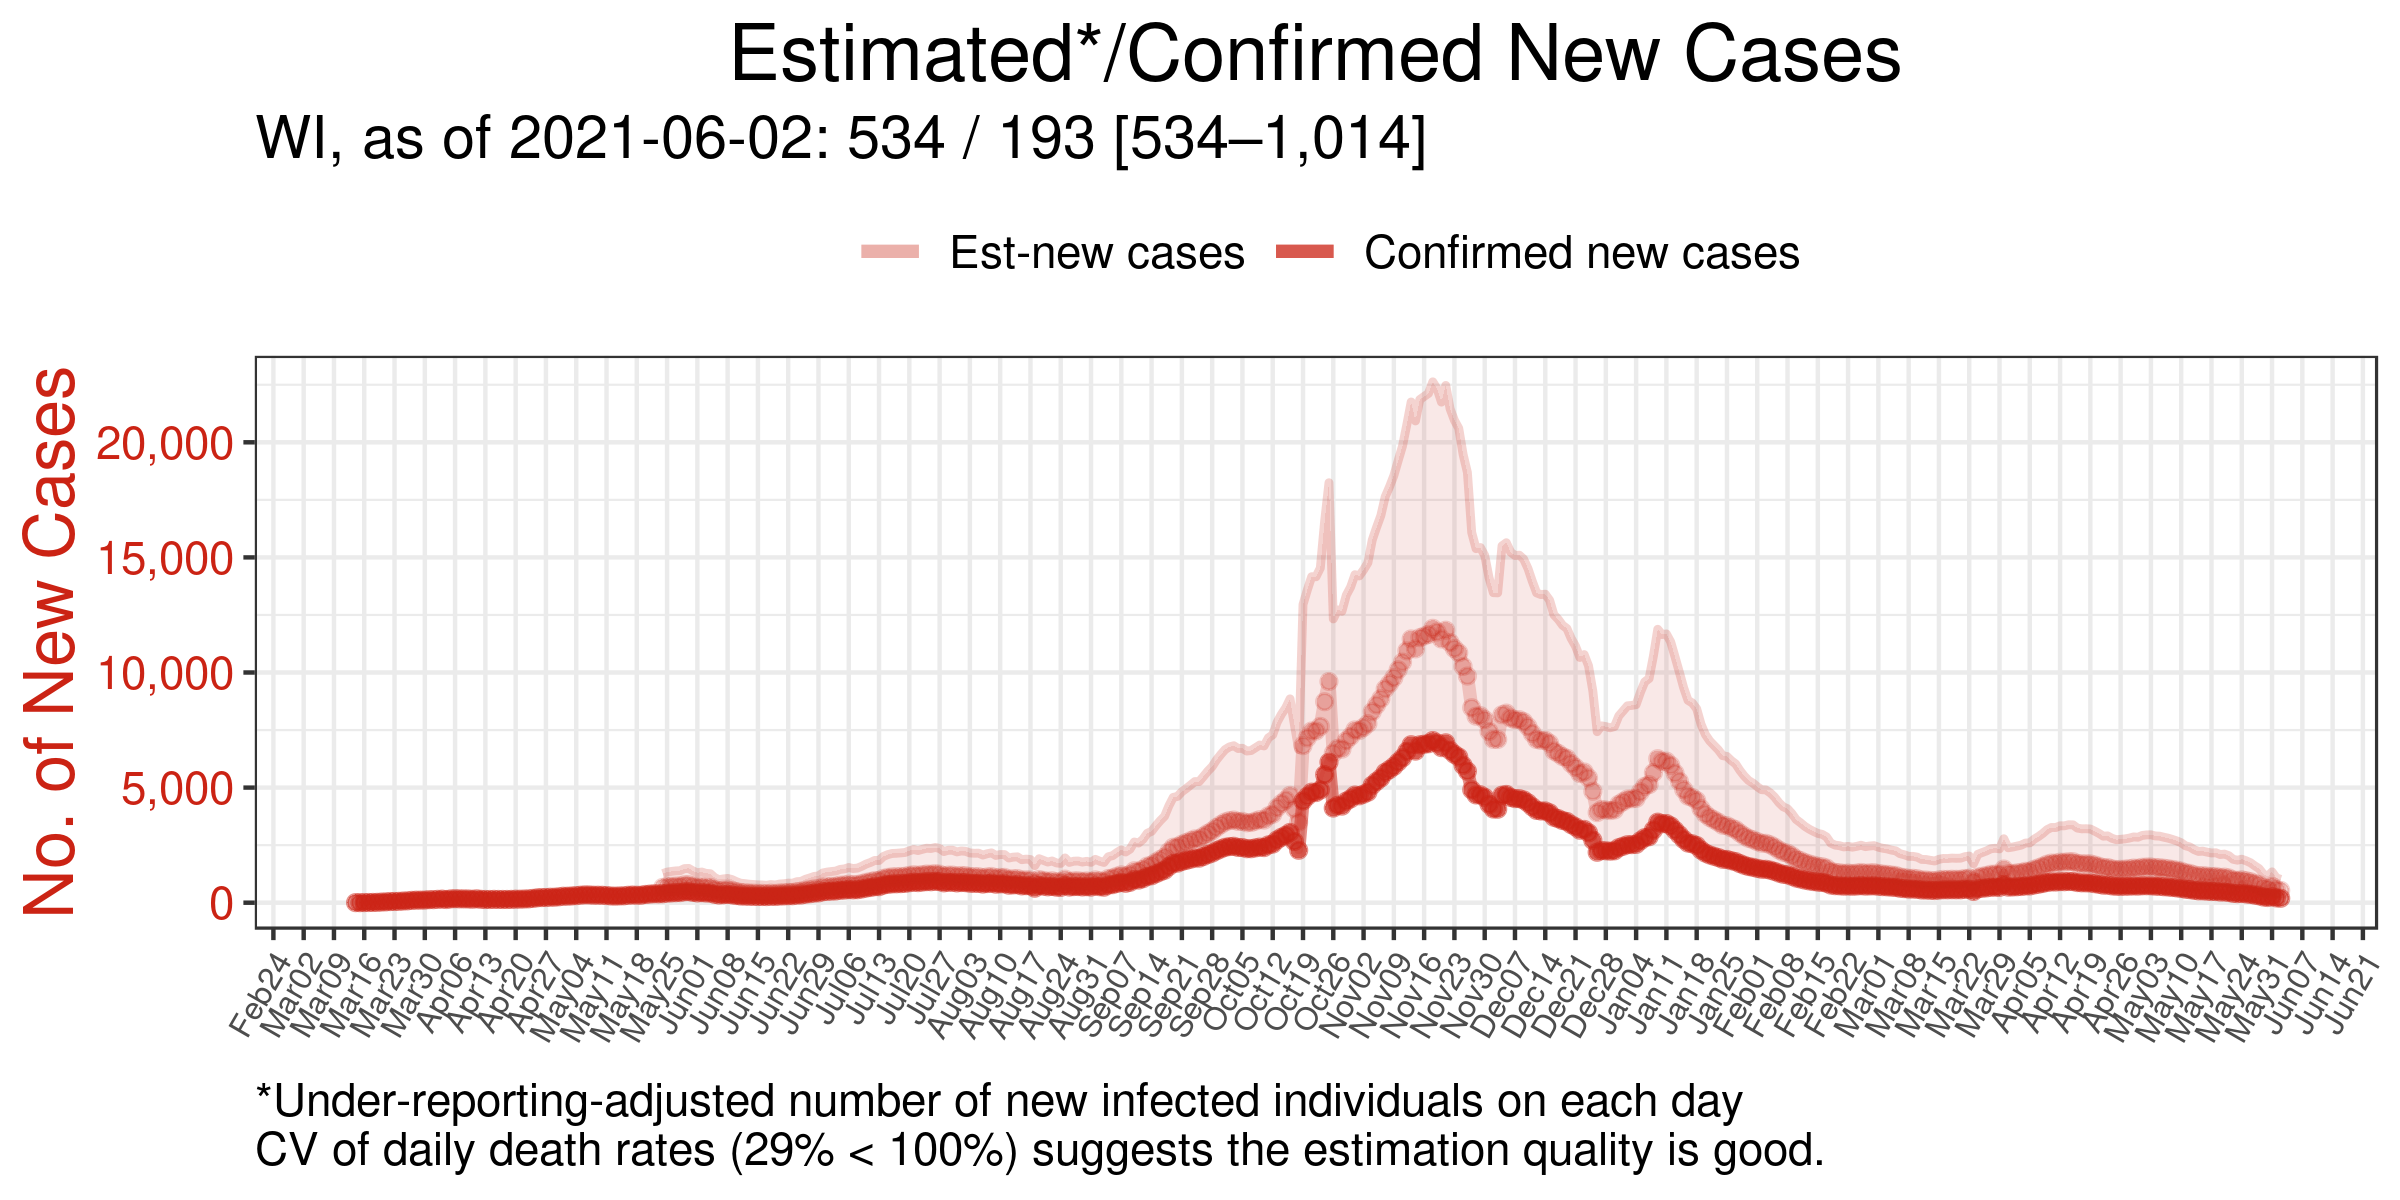 Estimated*/Confirmed New Cases
WI, as of 2021-06-02: 534 / 193 [534–1,014]
Est-new cases
Confirmed new cases
No. of New Cases
20,000
15,000
10,000
5,000
0
Feb24
Mar02
Mar09
Mar16
Mar23
Mar30
Apr06
Apr13
Apr20
Apr27
May04
May11
May18
May25
Jun01
Jun08
Jun15
Jun22
Jun29
Jul06
Jul13
Jul20
Jul27
Aug03
Aug10
Aug17
Aug24
Aug31
Sep07
Sep14
Sep21
Sep28
Oct05
Oct12
Oct19
Oct26
Nov02
Nov09
Nov16
Nov23
Nov30
Dec07
Dec14
Dec21
Dec28
Jan04
Jan11
Jan18
Jan25
Feb01
Feb08
Feb15
Feb22
Mar01
Mar08
Mar15
Mar22
Mar29
Apr05
Apr12
Apr19
Apr26
May03
May10
May17
May24
May31
Jun07
Jun14
Jun21
*Under-reporting-adjusted number of new infected individuals on each day
CV of daily death rates (29% < 100%) suggests the estimation quality is good.